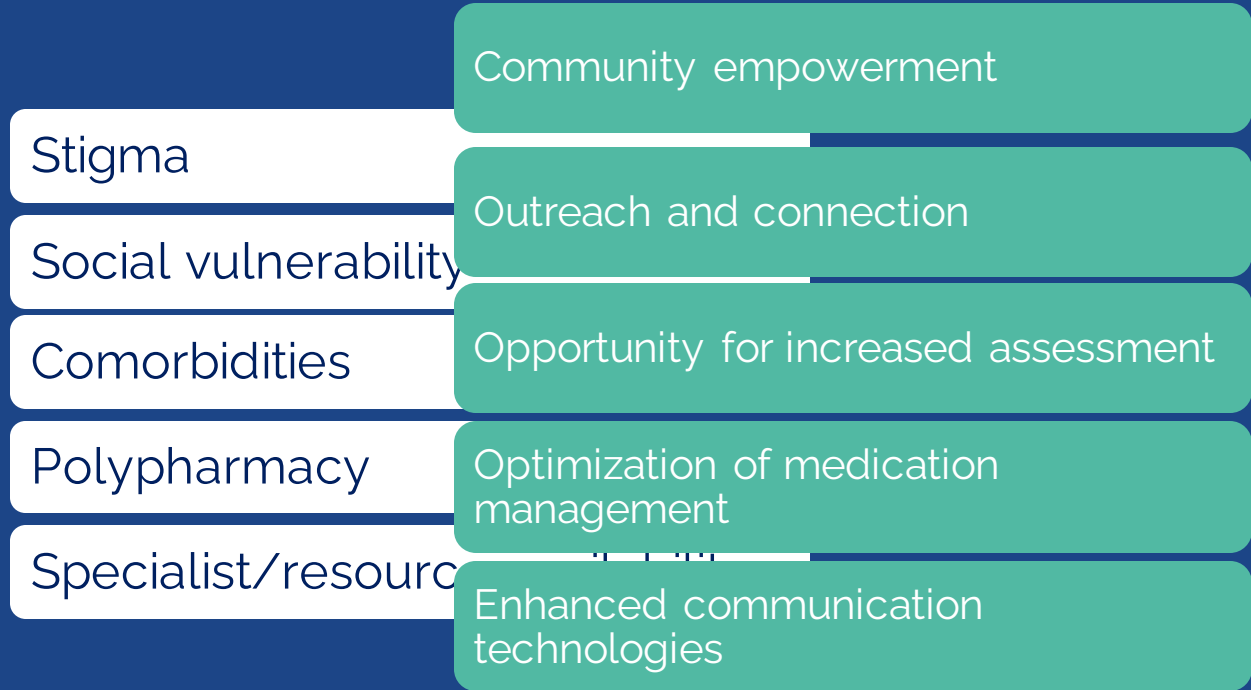 Stigma
Social vulnerability
Comorbidities
Polypharmacy
Specialist/resourc
Community empowerment
Outreach and connection
Opportunity for increased assessment
Optimization of medication
management
Enhanced communication
technologies